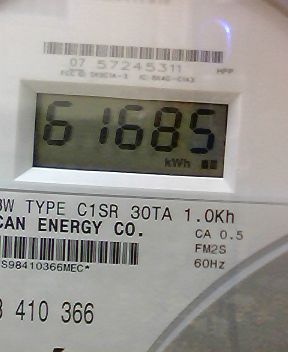 07 57245311
61685
kWh
3W TYPE C1SR 30TA 1.0Kh
CAN ENERGY CO.
CA 0.5
FM2S
60Hz
S98410366MEC*
410 366